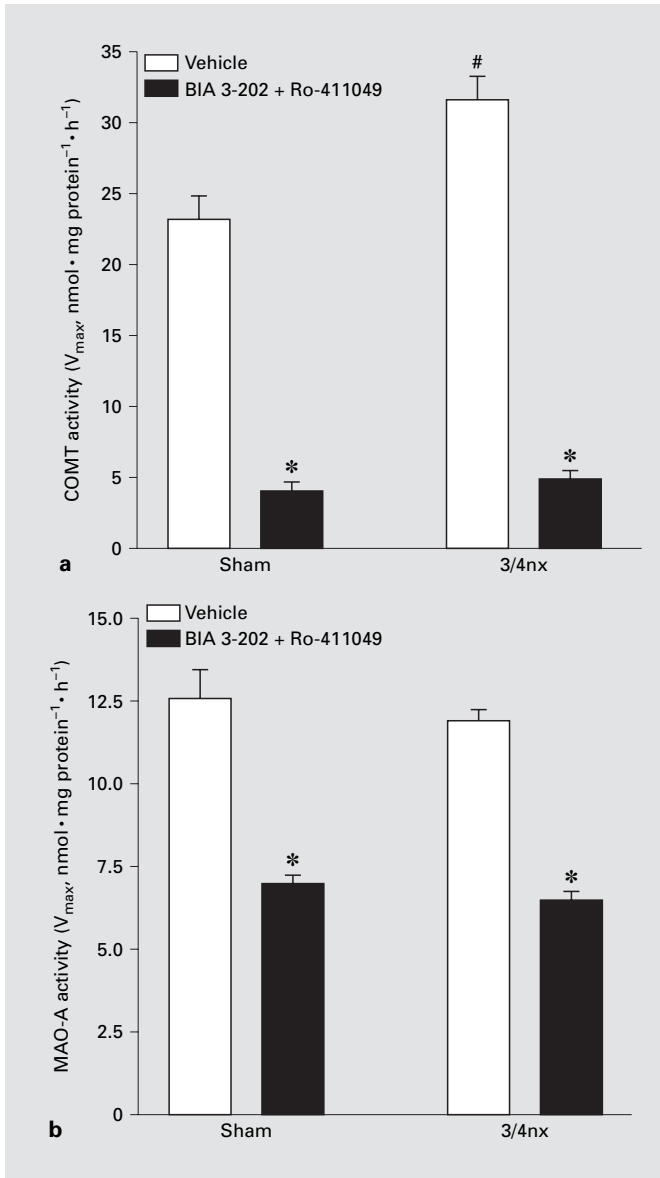 35
30
25
20
15
10
5
0
COMT activity (Vmax, nmol • mg protein⁻¹ • h⁻¹)
Vehicle
BIA 3-202 + Ro-411049
#
*
*
a
Sham
3/4nx
15.0
12.5
10.0
7.5
5.0
2.5
0
MAO-A activity (Vmax, nmol • mg protein⁻¹ • h⁻¹)
Vehicle
BIA 3-202 + Ro-411049
*
*
b
Sham
3/4nx